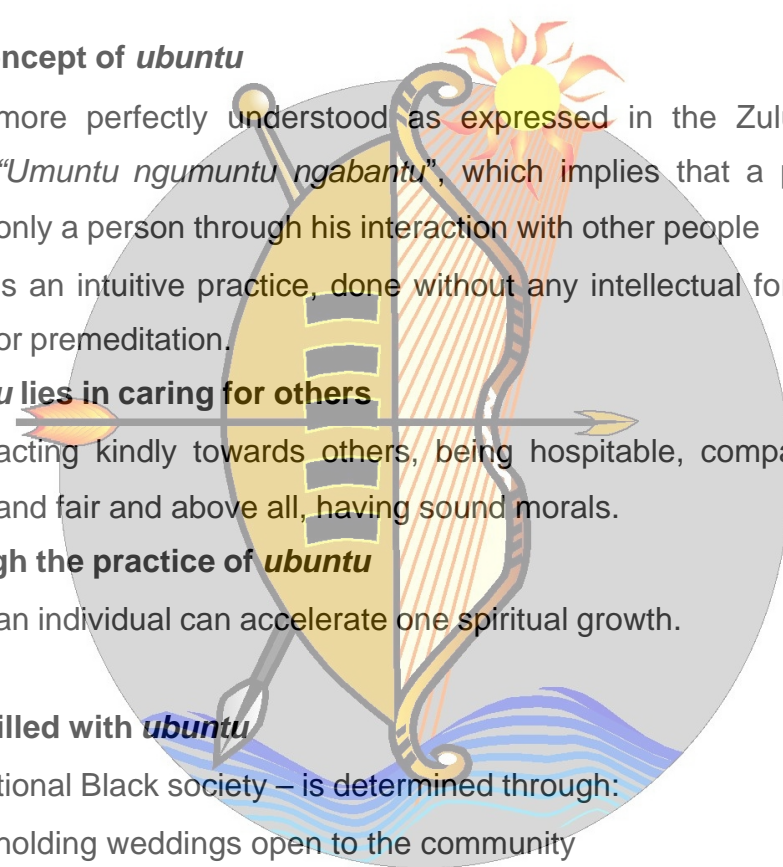 ncept of ubuntu
more perfectly understood as expressed in the Zulu
“Umuntu ngumuntu ngabantu”, which implies that a p
only a person through his interaction with other people
s an intuitive practice, done without any intellectual fo
or premeditation.
u lies in caring for others
acting kindly towards others, being hospitable, compa
and fair and above all, having sound morals.
gh the practice of ubuntu
an individual can accelerate one spiritual growth.
illed with ubuntu
tional Black society – is determined through:
holding weddings open to the community